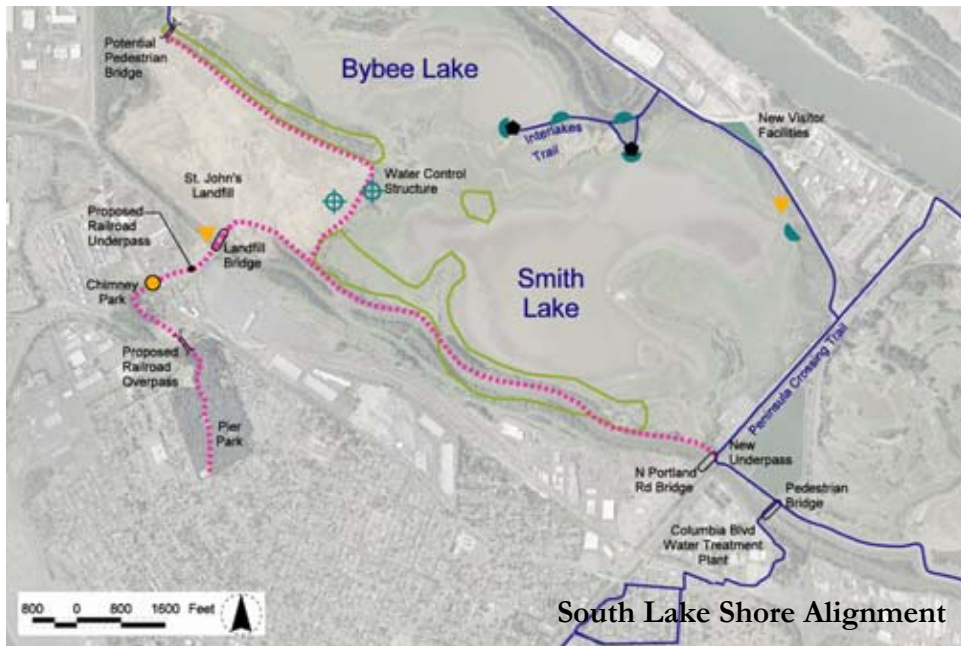 Potential
Pedestrian
Bridge
Bybee Lake
New Visitor
Facilities
Interlakes
Trail
St. John's
Landfill
Water Control
Structure
Proposed
Railroad
Underpass
Landfill
Bridge
Chimney
Park
Smith
Lake
Proposed
Railroad
Overpass
Peninsula Crossing Trail
Pier
Park
New
Underpass
N Portland
Rd Bridge
Pedestrian
Bridge
Columbia Blvd
Water Treatment
Plant
800 0 800 1600 Feet
South Lake Shore Alignment